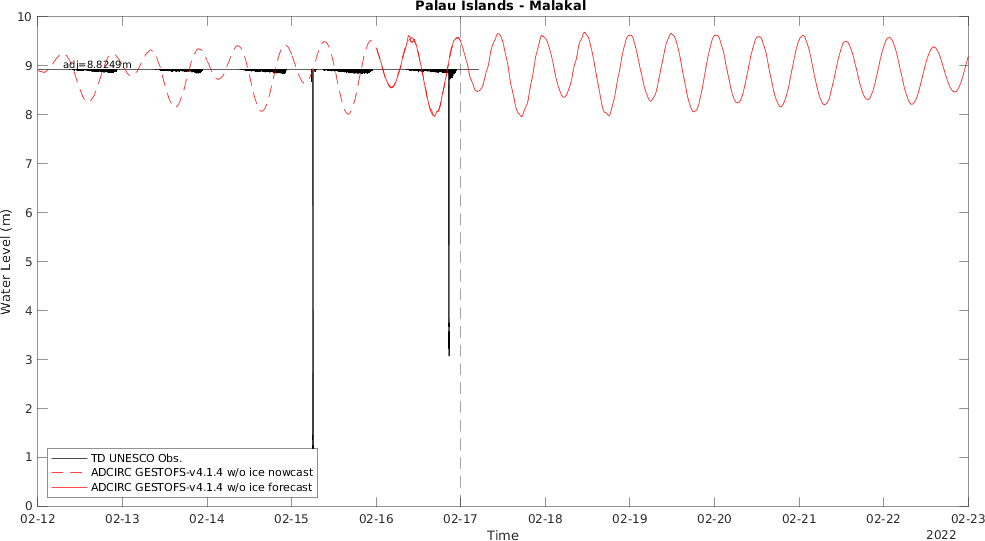 Palau Islands - Malakal
10
9
8
7
6
5
4
3
2
1
0
Water Level (m)
adj=8.8249m
TD UNESCO Obs.
ADCIRC GESTOFS-v4.1.4 w/o ice nowcast
ADCIRC GESTOFS-v4.1.4 w/o ice forecast
02-12 02-13 02-14 02-15 02-16 02-17 02-18 02-19 02-20 02-21 02-22 02-23
Time
2022